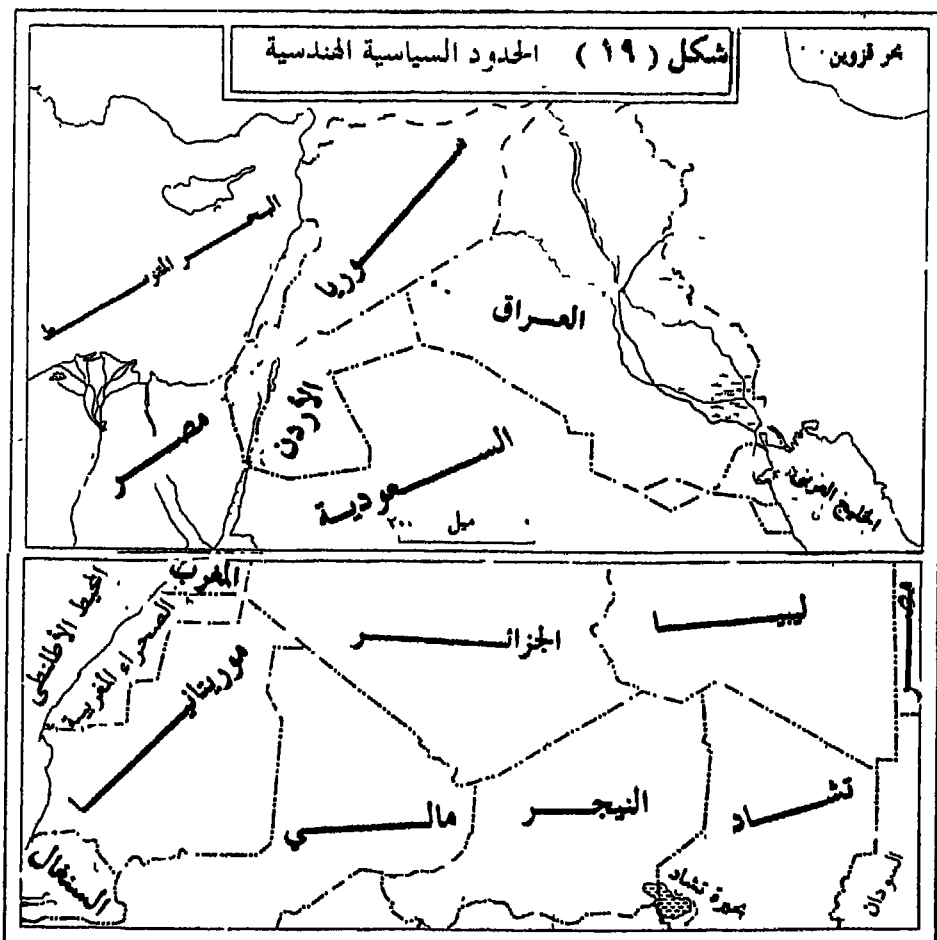 شكل ( ١٩ ) الحدود السياسية الهندسية
بحر قزوين
البحر المتوسط
سوريا
العراق
الأردن
مصر
السعودية
الخليج العربي
٢٠٠ ميل ٠
المحيط الأطلنطى
المغرب
الصحراء المغربية
موريتانيا
الجزائر
ليبيا
مصر
مالي
النيجر
تشاد
السنغال
بحيرة تشاد
السودان